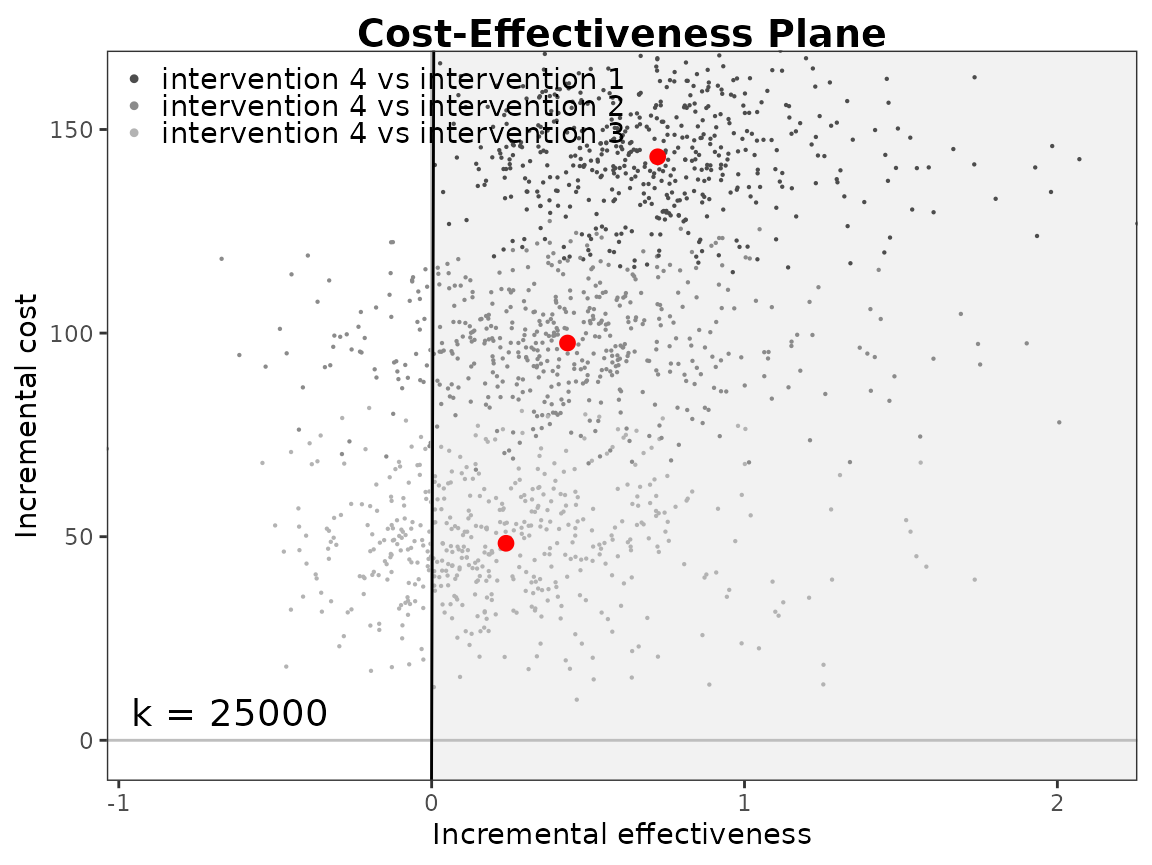 Cost-Effectiveness Plane
intervention 4 vs intervention 1
intervention 4 vs intervention 2
intervention 4 vs intervention 3
150
100
50
0
Incremental cost
k = 25000
-1 0 1 2
Incremental effectiveness